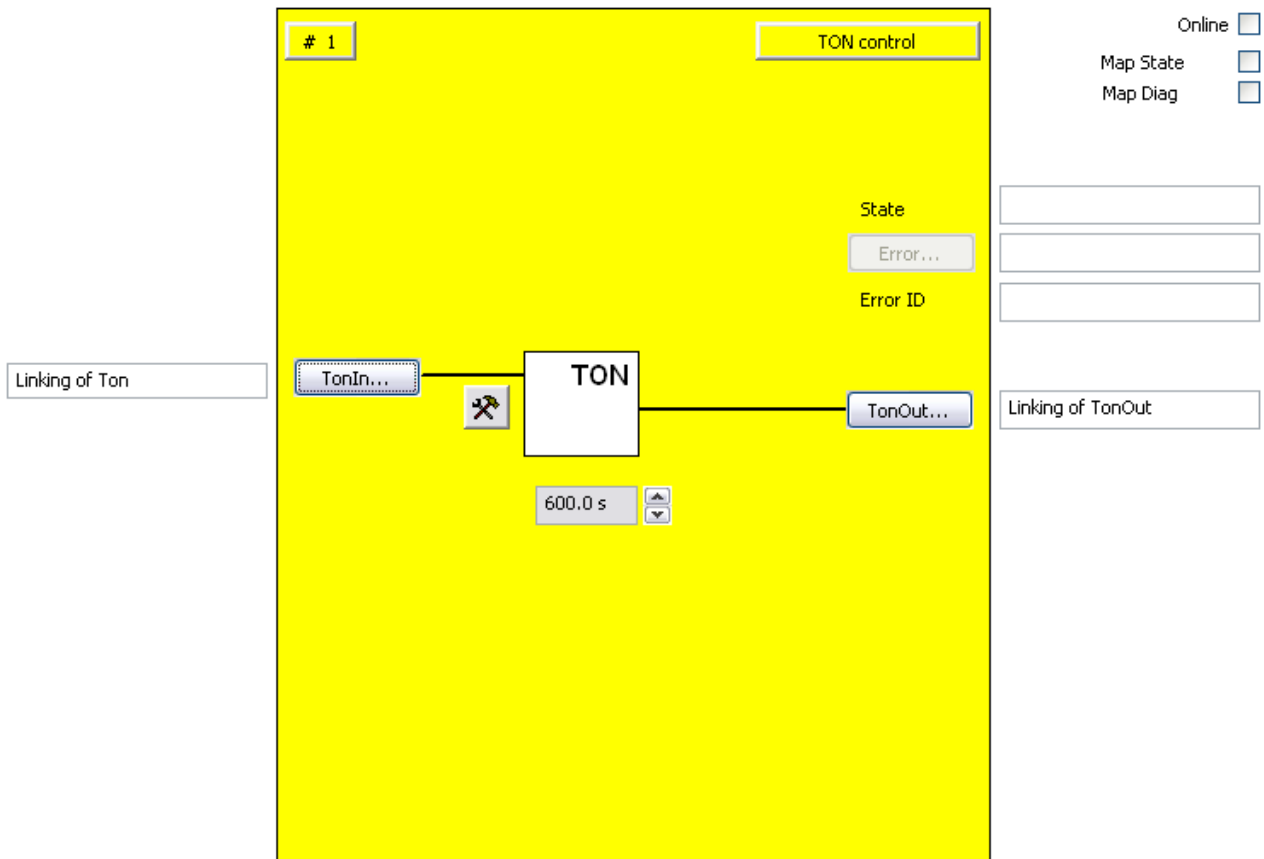 # 1
TON control
Online
Map State
Map Diag
State
Error...
Error ID
Linking of Ton
TonIn...
TON
TonOut...
Linking of TonOut
600.0 s